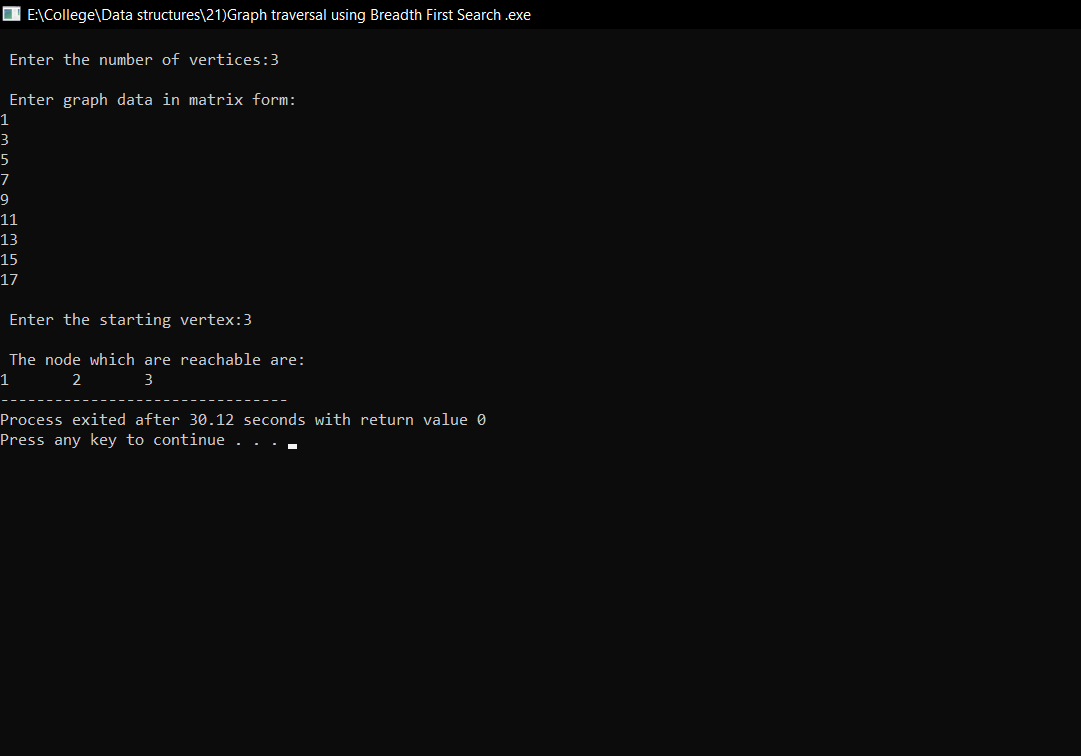 E:\College\Data structures\21)Graph traversal using Breadth First Search .exe
Enter the number of vertices:3
Enter graph data in matrix form:
1
3
5
7
9
11
13
15
17
Enter the starting vertex:3
The node which are reachable are:
1 2 3
--------------------------------
Process exited after 30.12 seconds with return value 0
Press any key to continue . . .